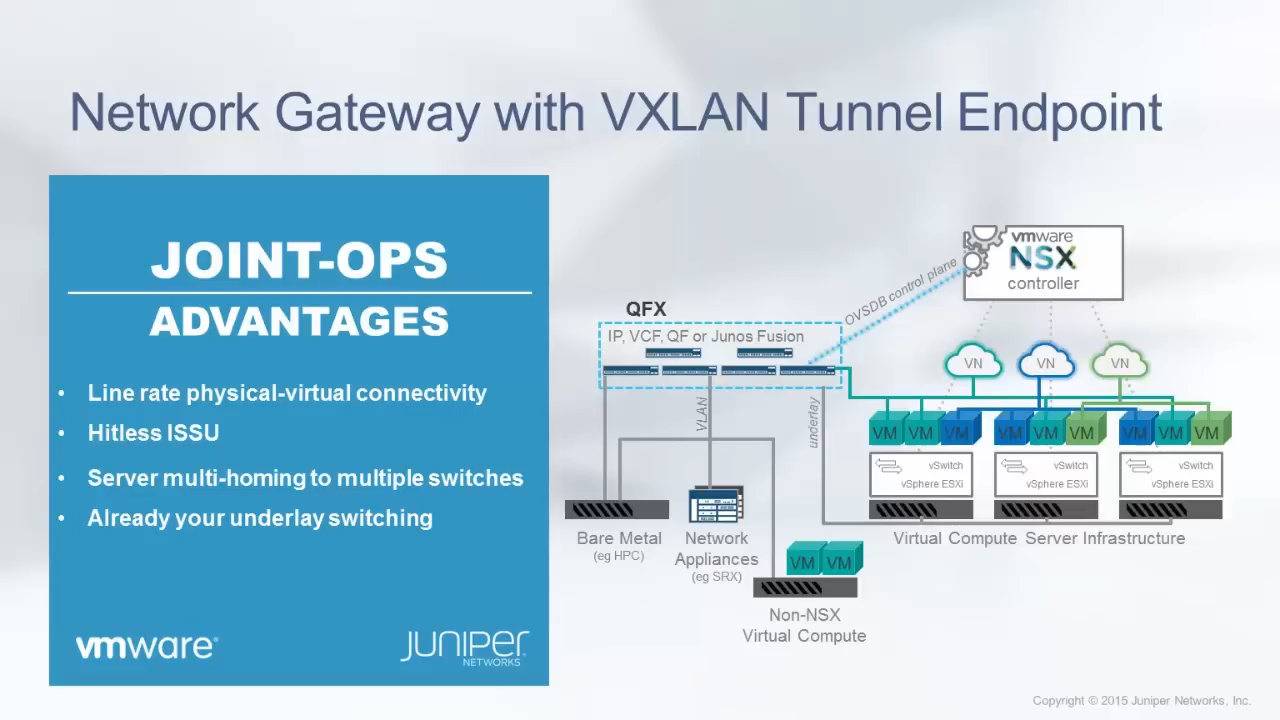 Network Gateway with VXLAN Tunnel Endpoint
JOINT-OPS
ADVANTAGES
• Line rate physical-virtual connectivity
• Hitless ISSU
• Server multi-homing to multiple switches
• Already your underlay switching
vmware®
JUNIPER
NETWORKS
QFX
IP, VCF, QF or Junos Fusion
OVSDB control plane
vmware
NSX
controller
VN
VN
VN
VLAN
underlay
VM VM VM
VM VM VM
VM VM VM
vSwitch
vSphere ESXi
vSwitch
vSphere ESXi
vSwitch
vSphere ESXi
Virtual Compute Server Infrastructure
Bare Metal
(eg HPC)
Network
Appliances
(eg SRX)
VM VM
Non-NSX
Virtual Compute
Copyright © 2015 Juniper Networks, Inc.